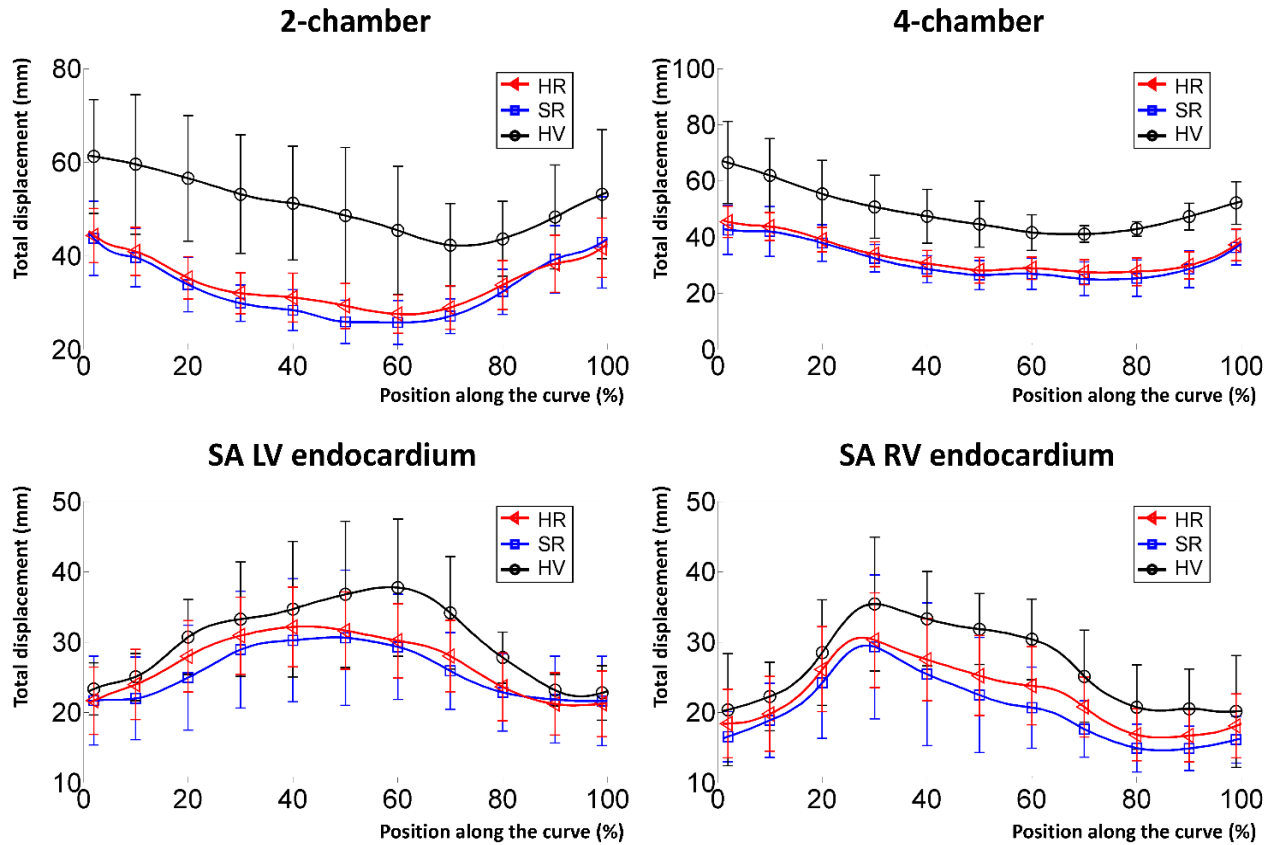 2-chamber
Total displacement (mm)
80
60
40
20
0
20
40
60
80
100
Position along the curve (%)
HR
SR
HV
4-chamber
Total displacement (mm)
100
80
60
40
20
0
0
20
40
60
80
100
Position along the curve (%)
HR
SR
HV
SA LV endocardium
Total displacement (mm)
50
40
30
20
10
0
20
40
60
80
100
Position along the curve (%)
HR
SR
HV
SA RV endocardium
Total displacement (mm)
50
40
30
20
10
0
20
40
60
80
100
Position along the curve (%)
HR
SR
HV